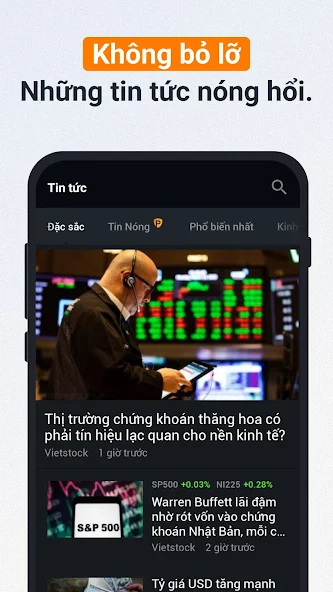 Không bỏ lỡ
Những tin tức nóng hổi.
Tin tức
Đặc sắc Tin Nóng Phổ biến nhất Kinh
Thị trường chứng khoán thăng hoa có
phải tín hiệu lạc quan cho nền kinh tế?
Vietstock 1 giờ trước
S&P 500
SP500 +0.03% NI225 +0.28%
Warren Buffett lãi đậm
nhờ rót vốn vào chứng
khoán Nhật Bản, mỗi c...
Vietstock 2 giờ trước
Tỷ giá USD tăng mạnh